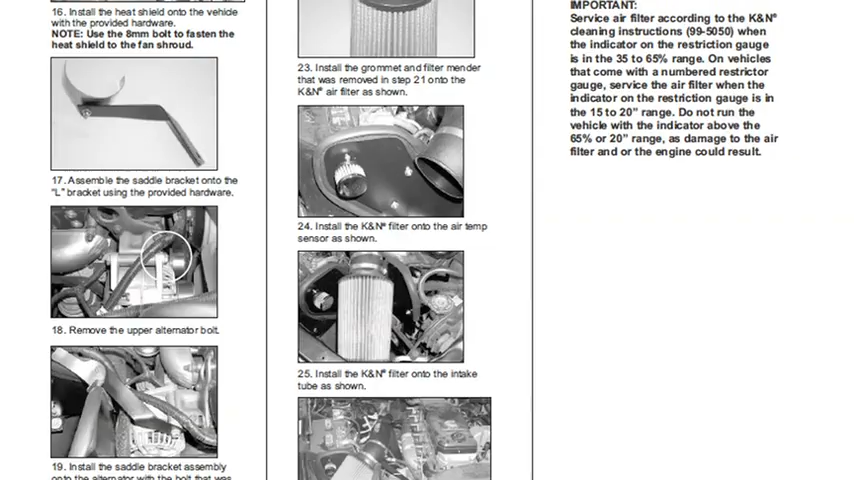 16. Install the heat shield onto the vehicle
with the provided hardware.
NOTE: Use the 8mm bolt to fasten the
heat shield to the fan shroud.
17. Assemble the saddle bracket onto the
"L" bracket using the provided hardware.
18. Remove the upper alternator bolt.
19. Install the saddle bracket assembly
onto the alternator with the bolt that was
23. Install the grommet and filter mender
that was removed in step 21 onto the
K&N® air filter as shown.
24. Install the K&N® filter onto the air temp
sensor as shown.
25. Install the K&N® filter onto the intake
tube as shown.
IMPORTANT:
Service air filter according to the K&N®
cleaning instructions (99-5050) when
the indicator on the restriction gauge
is in the 35 to 65% range. On vehicles
that come with a numbered restrictor
gauge, service the air filter when the
indicator on the restriction gauge is in
the 15 to 20" range. Do not run the
vehicle with the indicator above the
65% or 20" range, as damage to the air
filter and or the engine could result.